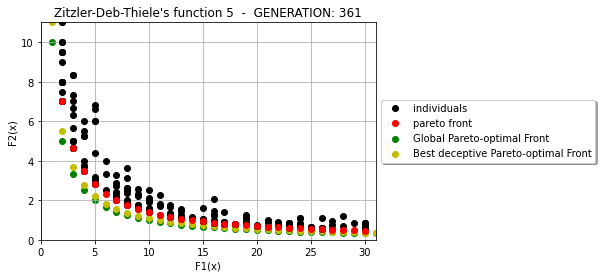 Zitzler-Deb-Thiele's function 5 - GENERATION: 361
10
8
6
4
2
0
F2(x)
0 5 10 15 20 25 30
F1(x)
individuals
pareto front
Global Pareto-optimal Front
Best deceptive Pareto-optimal Front